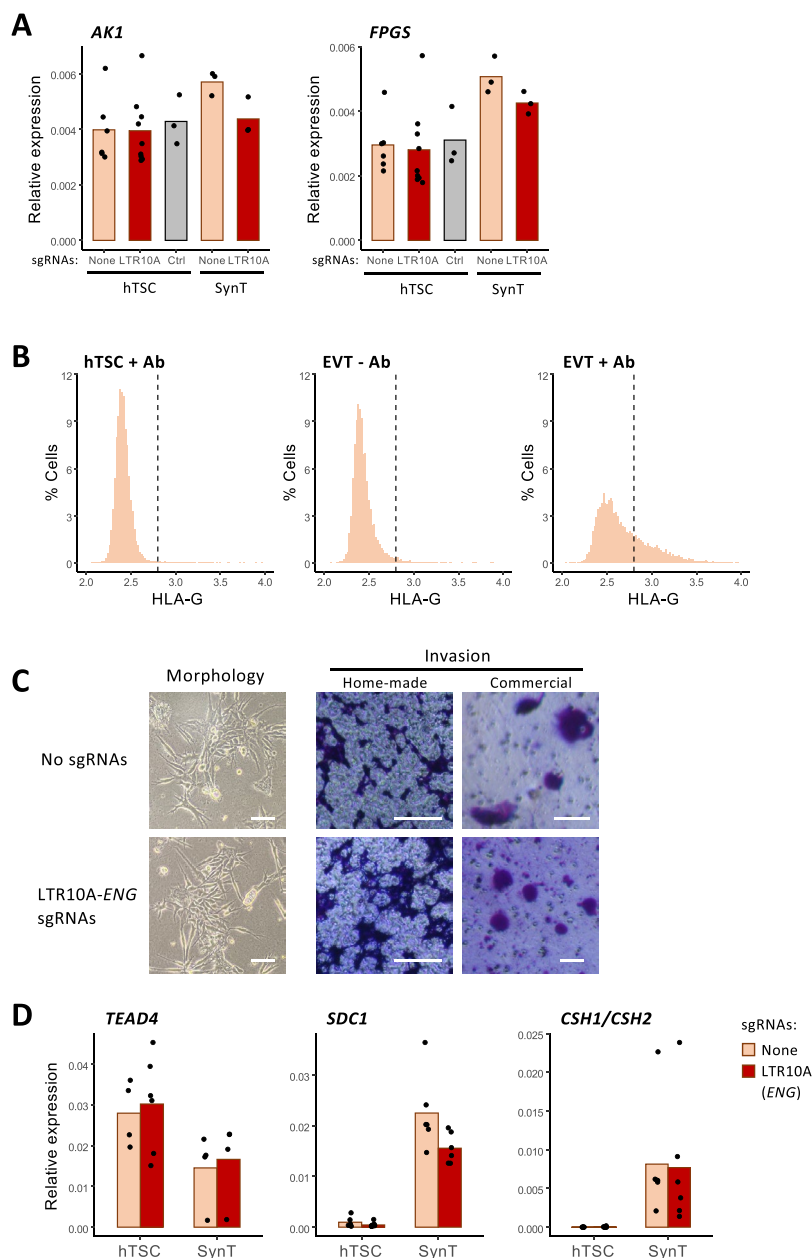 A
AK1
FPGS
Relative expression
0.006
0.004
0.002
0.000
Relative expression
0.006
0.004
0.002
0.000
sgRNAs: None LTR10A Ctrl None LTR10A
hTSC SynT
sgRNAs: None LTR10A Ctrl None LTR10A
hTSC SynT
B
hTSC + Ab
EVT - Ab
EVT + Ab
% Cells
12
9
6
3
0
2.0 2.5 3.0 3.5 4.0
HLA-G
% Cells
12
9
6
3
0
2.0 2.5 3.0 3.5 4.0
HLA-G
% Cells
12
9
6
3
0
2.0 2.5 3.0 3.5 4.0
HLA-G
C
Invasion
Morphology
Home-made
Commercial
No sgRNAs
LTR10A-ENG
sgRNAs
D
TEAD4
SDC1
CSH1/CSH2
Relative expression
0.04
0.03
0.02
0.01
0.00
hTSC SynT
0.03
0.02
0.01
0.00
hTSC SynT
0.025
0.020
0.015
0.010
0.005
0.000
hTSC SynT
sgRNAs:
None
LTR10A
(ENG)